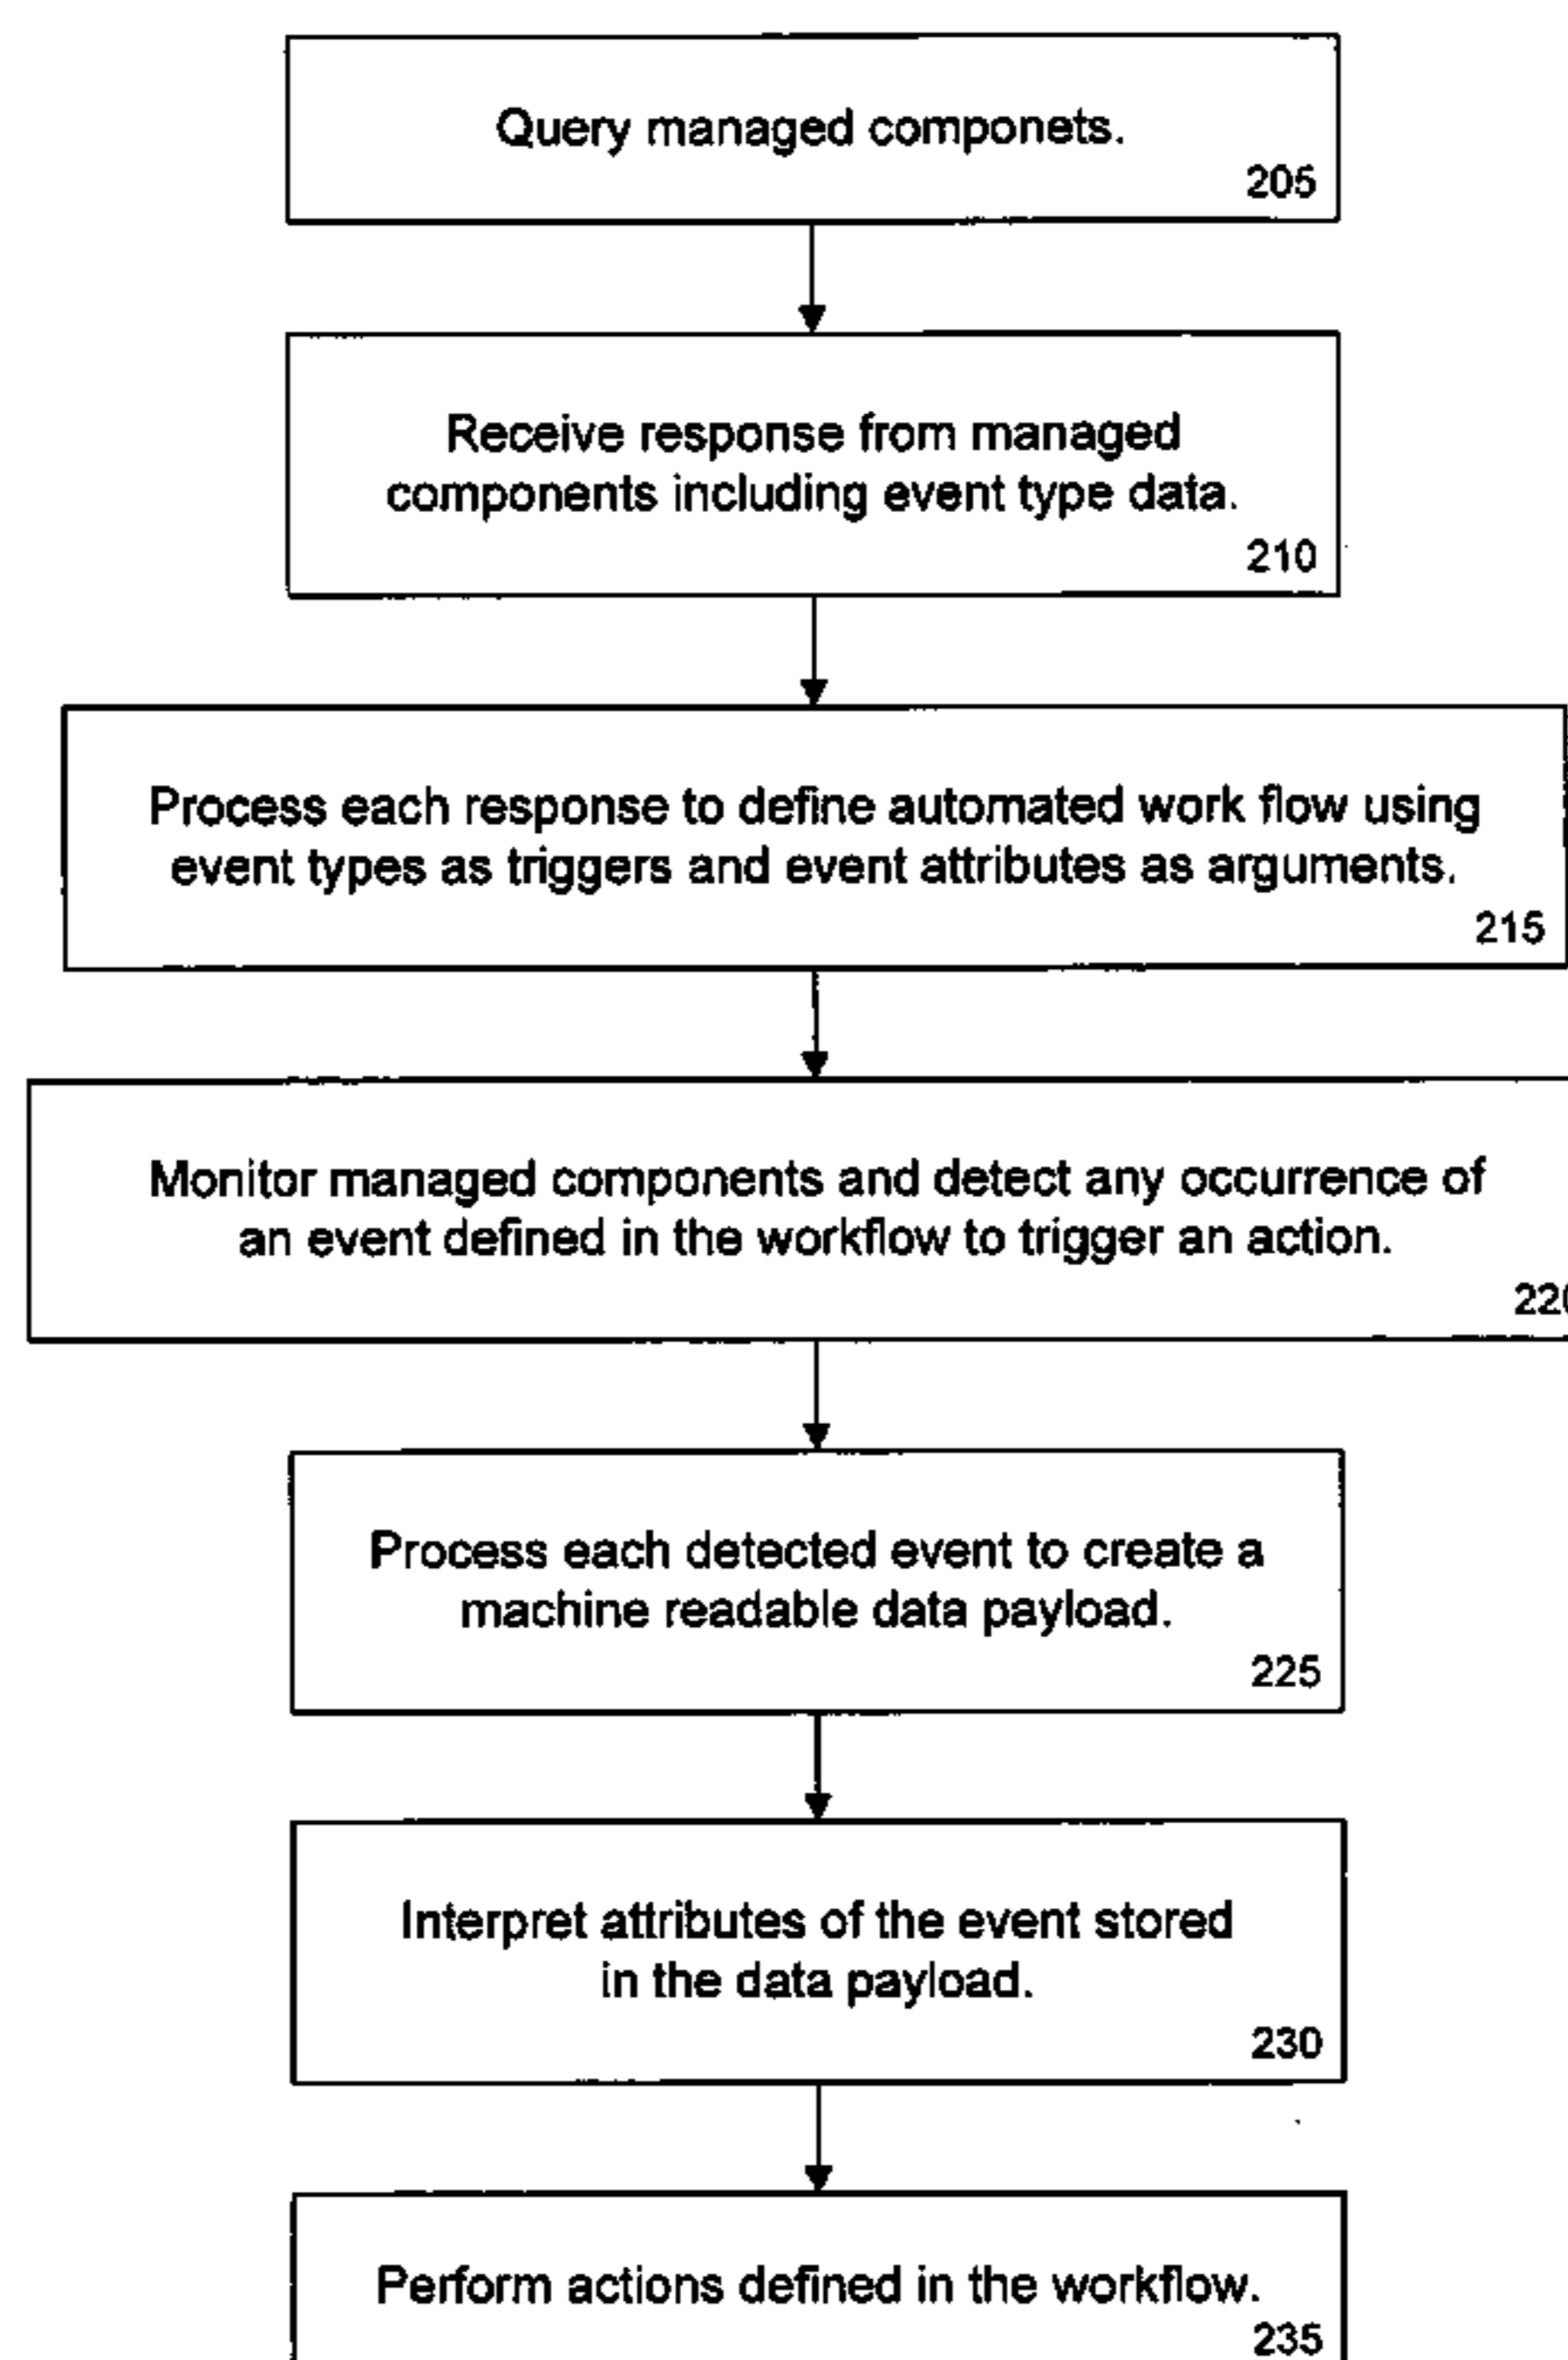 Query managed componets.
205
Receive response from managed
components including event type data.
210
Process each response to define automated work flow using
event types as triggers and event attributes as arguments.
215
Monitor managed components and detect any occurrence of
an event defined in the workflow to trigger an action.
220
Process each detected event to create a
machine readable data payload.
225
Interpret attributes of the event stored
in the data payload.
230
Perform actions defined in the workflow.
235